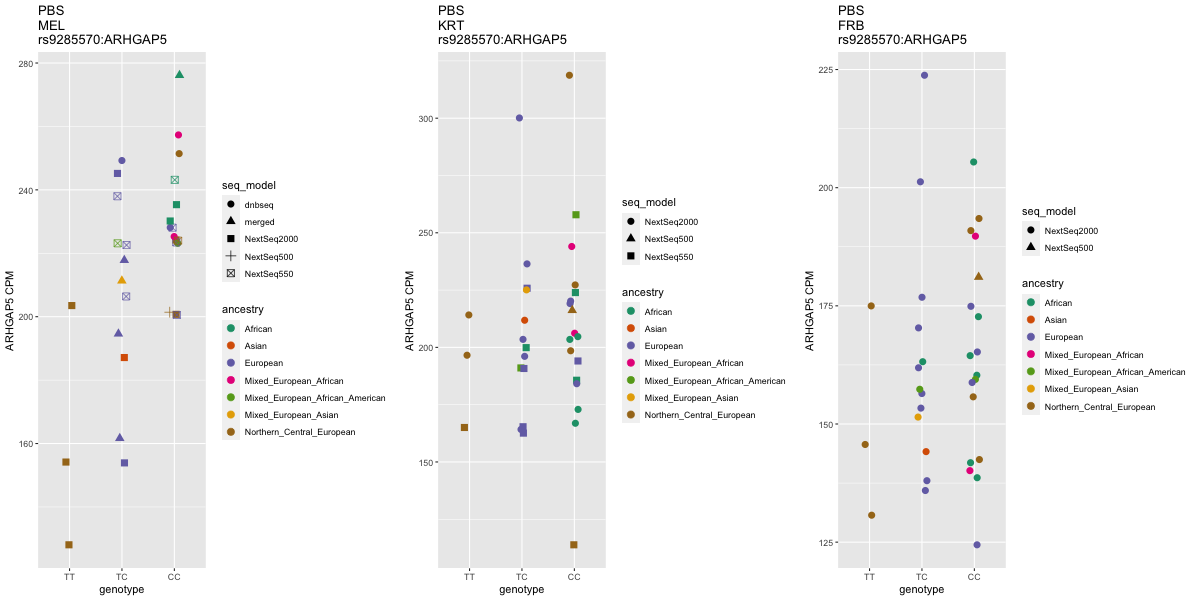 PBS
MEL
rs9285570:ARHGAP5
280
240
200
160
ARHGAP5 CPM
TT
TC
CC
genotype
seq_model
dnbseq
merged
NextSeq2000
NextSeq500
NextSeq550
ancestry
African
Asian
European
Mixed_European_African
Mixed_European_African_American
Mixed_European_Asian
Northern_Central_European
PBS
KRT
rs9285570:ARHGAP5
300
250
200
150
ARHGAP5 CPM
TT
TC
CC
genotype
seq_model
NextSeq2000
NextSeq500
NextSeq550
ancestry
African
Asian
European
Mixed_European_African
Mixed_European_African_American
Mixed_European_Asian
Northern_Central_European
PBS
FRB
rs9285570:ARHGAP5
225
200
175
150
125
ARHGAP5 CPM
TT
TC
CC
genotype
seq_model
NextSeq2000
NextSeq500
ancestry
African
Asian
European
Mixed_European_African
Mixed_European_African_American
Mixed_European_Asian
Northern_Central_European